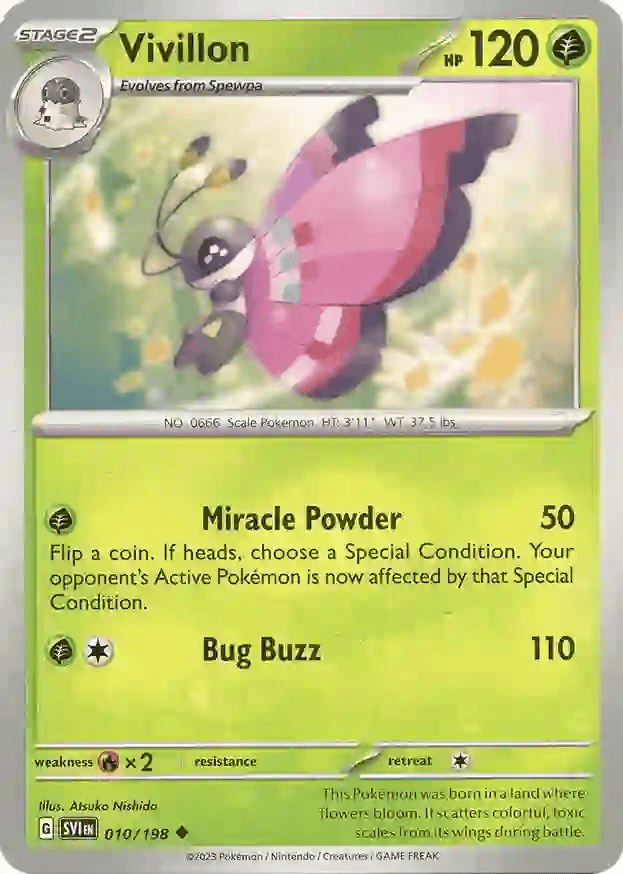 STAGE2 Vivillon HP 120
Evolves from Spewpa
NO. 0666 Scale Pokémon HT: 3'11" WT: 37.5 lbs.
Miracle Powder 50
Flip a coin. If heads, choose a Special Condition. Your
opponent's Active Pokémon is now affected by that Special
Condition.
Bug Buzz 110
weakness ×2 resistance retreat
Illus. Atsuko Nishida
This Pokémon was born in a land where
flowers bloom. It scatters colorful, toxic
scales from its wings during battle.
G SVI EN 010/198
©2023 Pokémon / Nintendo / Creatures / GAME FREAK